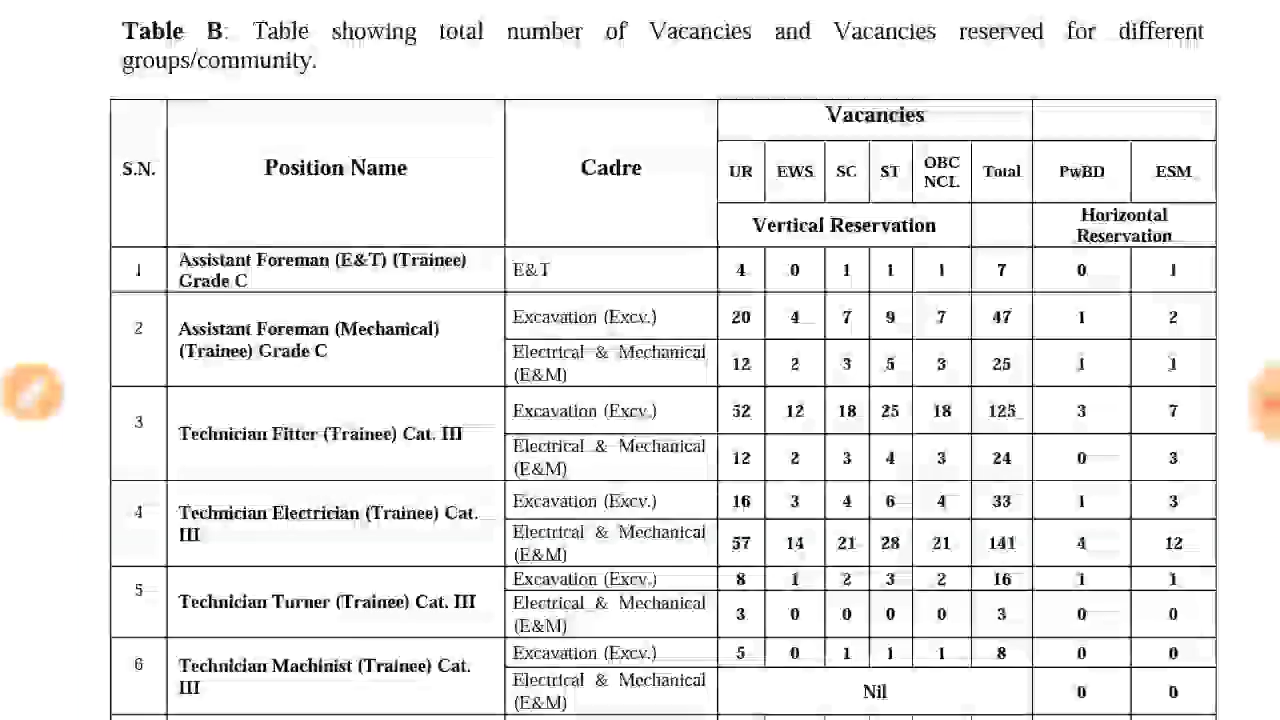 Table B: Table showing total number of Vacancies and Vacancies reserved for different
groups/community.
S.N. Position Name Cadre Vacancies
UR EWS SC ST OBC NCL Total PwBD ESM
Vertical Reservation Horizontal Reservation
1 Assistant Foreman (E&T) (Trainee) Grade C E&T 4 0 1 1 1 7 0 1
2 Assistant Foreman (Mechanical) (Trainee) Grade C Excavation (Excv.) 20 4 7 9 7 47 1 2
Electrical & Mechanical (E&M) 12 2 3 5 3 25 1 1
3 Technician Fitter (Trainee) Cat. III Excavation (Excv.) 52 12 18 25 18 125 3 7
Electrical & Mechanical (E&M) 12 2 3 4 3 24 0 3
4 Technician Electrician (Trainee) Cat. III Excavation (Excv.) 16 3 4 6 4 33 1 3
Electrical & Mechanical (E&M) 57 14 21 28 21 141 4 12
5 Technician Turner (Trainee) Cat. III Excavation (Excv.) 8 1 2 3 2 16 1 1
Electrical & Mechanical (E&M) 3 0 0 0 0 3 0 0
6 Technician Machinist (Trainee) Cat. III Excavation (Excv.) 5 0 1 1 1 8 0 0
Electrical & Mechanical (E&M) Nil 0 0